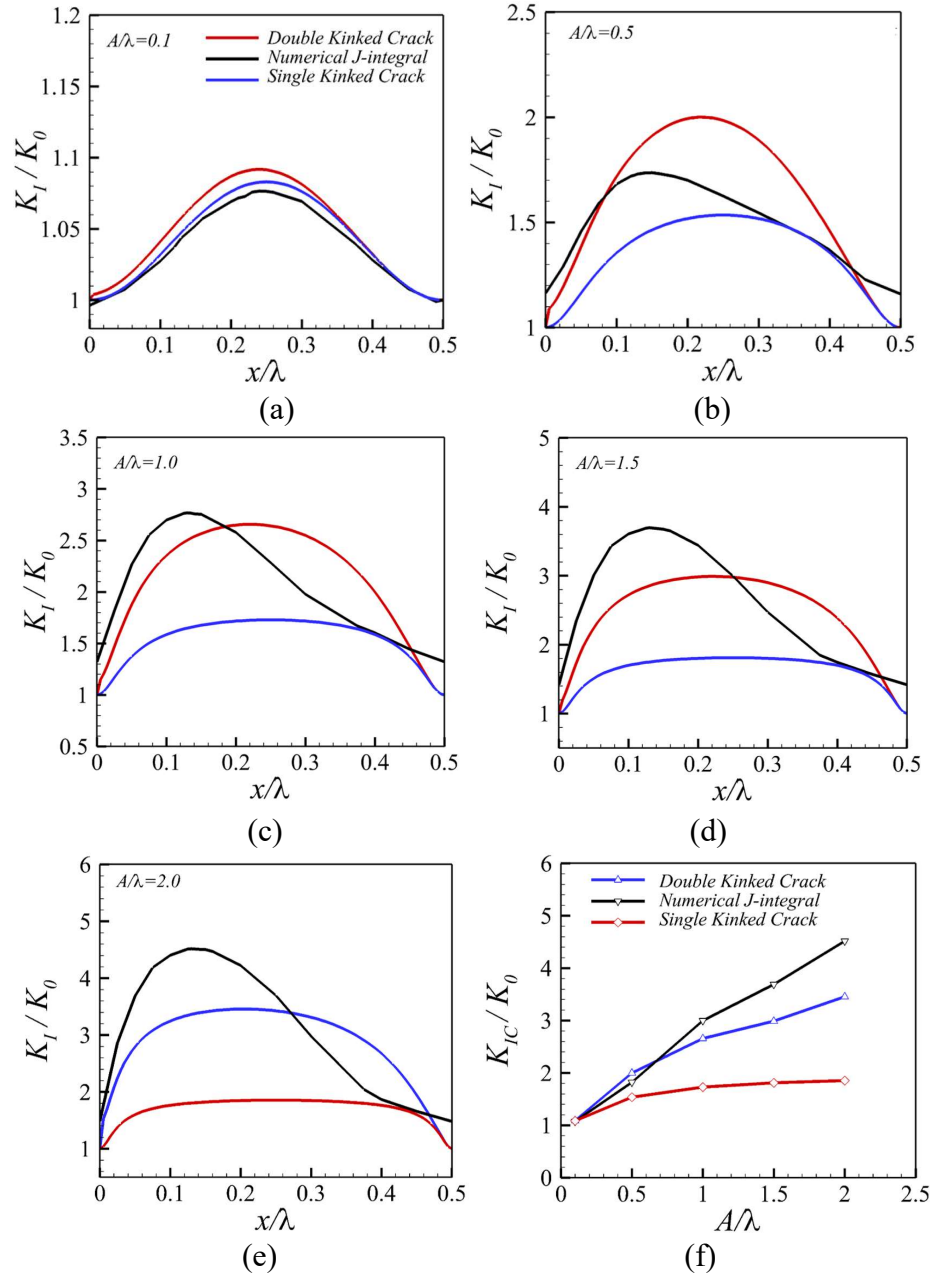 1.2
A/λ=0.1
Double Kinked Crack
Numerical J-integral
Single Kinked Crack
1.15
K_I / K_0
1.1
1.05
1
0 0.1 0.2 0.3 0.4 0.5
x/λ
(a)
2.5
A/λ=0.5
K_I / K_0
2
1.5
1
0 0.1 0.2 0.3 0.4 0.5
x/λ
(b)
3.5
A/λ=1.0
3
K_I / K_0
2.5
2
1.5
1
0.5
0 0.1 0.2 0.3 0.4 0.5
x/λ
(c)
5
A/λ=1.5
K_I / K_0
4
3
2
1
0 0.1 0.2 0.3 0.4 0.5
x/λ
(d)
6
A/λ=2.0
5
K_I / K_0
4
3
2
1
0 0.1 0.2 0.3 0.4 0.5
x/λ
(e)
6
Double Kinked Crack
Numerical J-integral
Single Kinked Crack
5
K_IC / K_0
4
3
2
1
0
0 0.5 1 1.5 2 2.5
A/λ
(f)